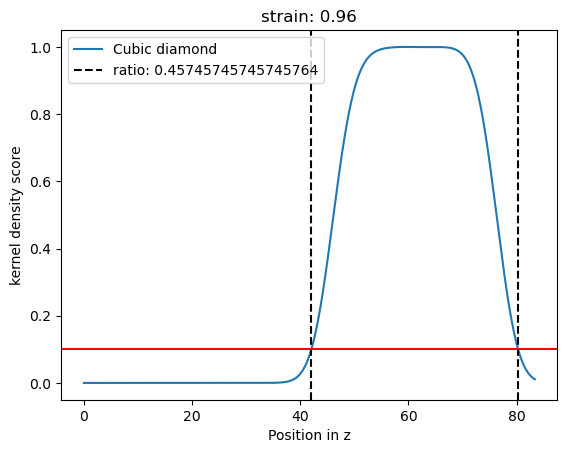 strain: 0.96
Cubic diamond
ratio: 0.45745745745745764
1.0
0.8
0.6
0.4
0.2
0.0
kernel density score
0
20
40
60
80
Position in z